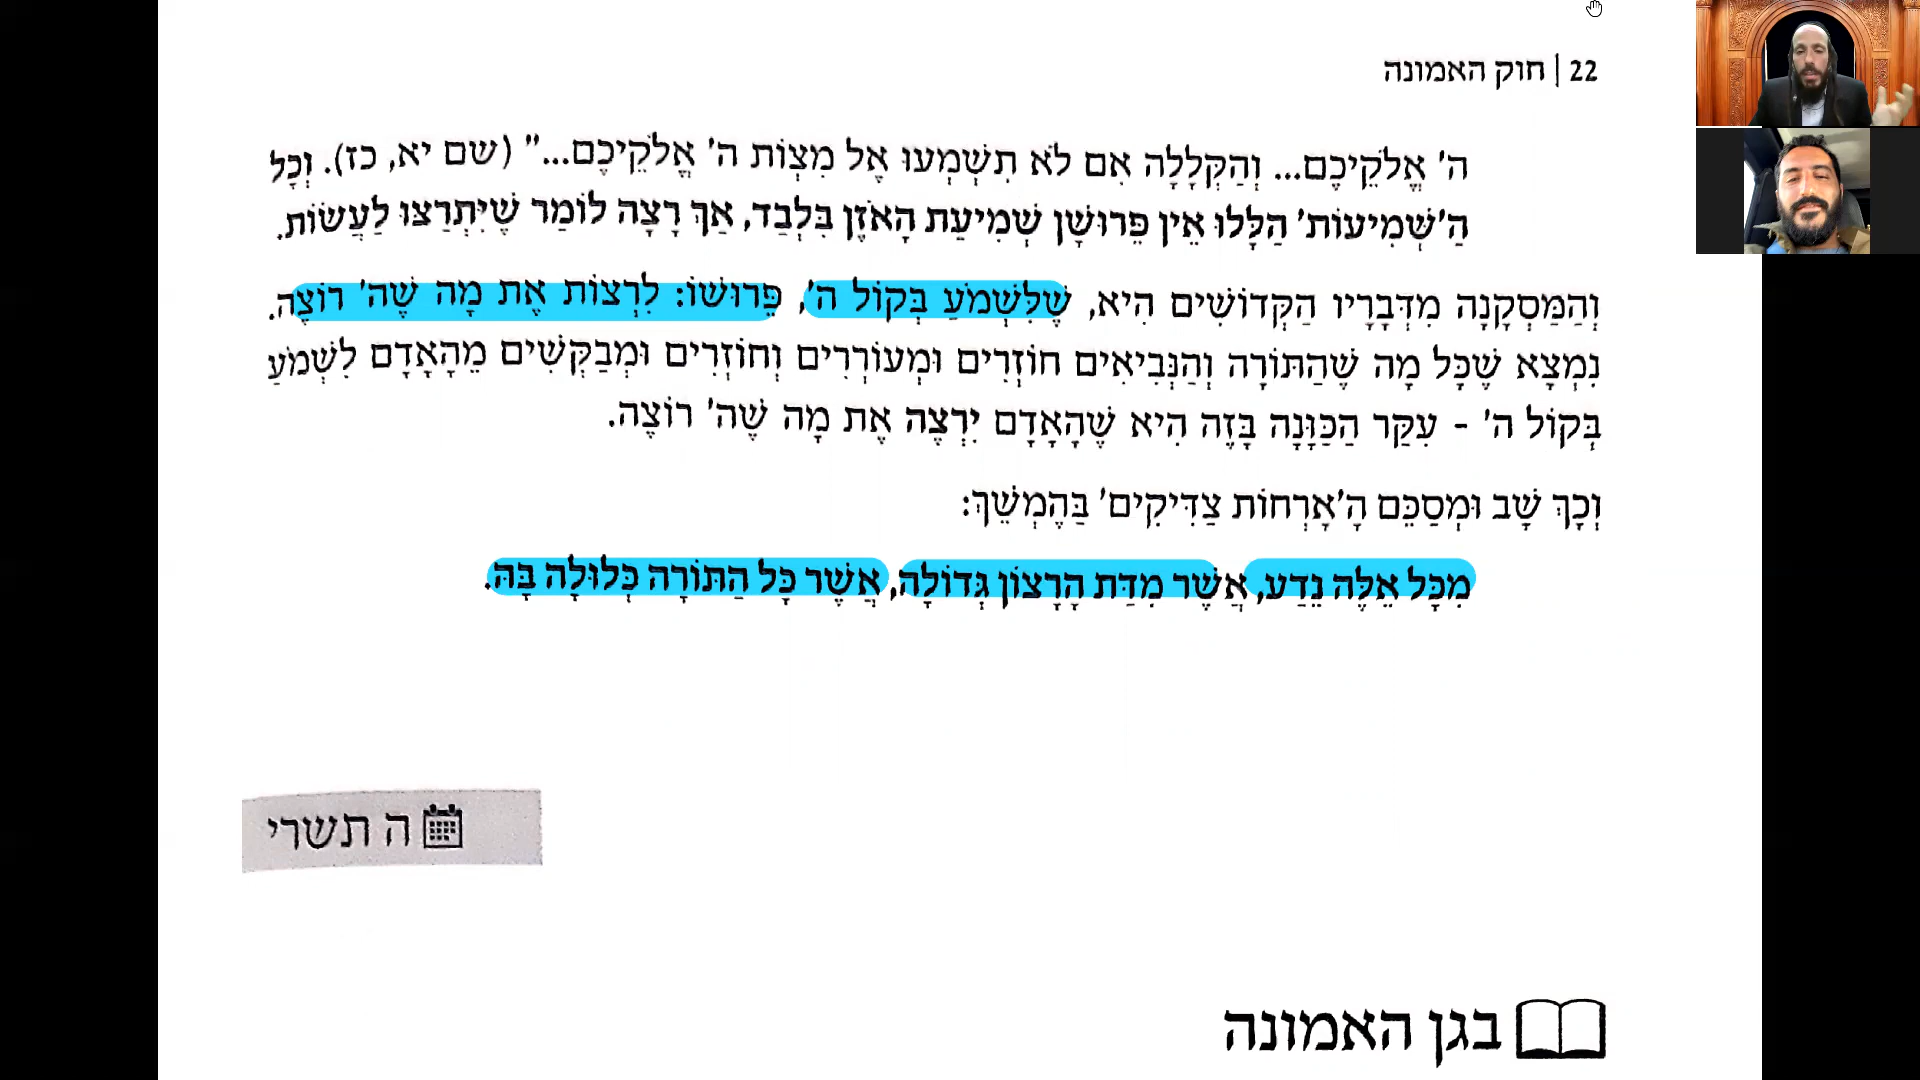 22 | חוק האמונה
ה' אֱלֹקֵיכֶם... וְהַקְּלָלָה אִם לֹא תִשְׁמְעוּ אֶל מִצְוֹת ה' אֱלֹקֵיכֶם..." (שם יא, כז). וְכָל
הַ'שְּׁמִיעוֹת' הַלָּלוּ אֵין פֵּרוּשָׁן שְׁמִיעַת הָאֹזֶן בִּלְבַד, אַךְ רָצָה לוֹמַר שֶׁיִּתְרַצּוּ לַעֲשׂוֹת.
וְהַמַּסְקָנָה מִדְּבָרָיו הַקְּדוֹשִׁים הִיא, שֶׁלִּשְׁמֹעַ בְּקוֹל ה', פֵּרוּשׁוֹ: לִרְצוֹת אֶת מָה שֶׁה' רוֹצֶה.
נִמְצָא שֶׁכָּל מָה שֶׁהַתּוֹרָה וְהַנְּבִיאִים חוֹזְרִים וּמְעוֹרְרִים וְחוֹזְרִים וּמְבַקְּשִׁים מֵהָאָדָם לִשְׁמֹעַ
בְּקוֹל ה' - עִקַּר הַכַּוָּנָה בָּזֶה הִיא שֶׁהָאָדָם יִרְצֶה אֶת מָה שֶׁה' רוֹצֶה.
וְכָךְ שָׁב וּמְסַכֵּם הָ'אָרְחוֹת צַדִּיקִים' בַּהֶמְשֵׁךְ:
מִכָּל אֵלֶּה נֵדַע, אֲשֶׁר מִדַּת הָרָצוֹן גְּדוֹלָה, אֲשֶׁר כָּל הַתּוֹרָה כְּלוּלָה בָּהּ.
ה תשרי
בגן האמונה